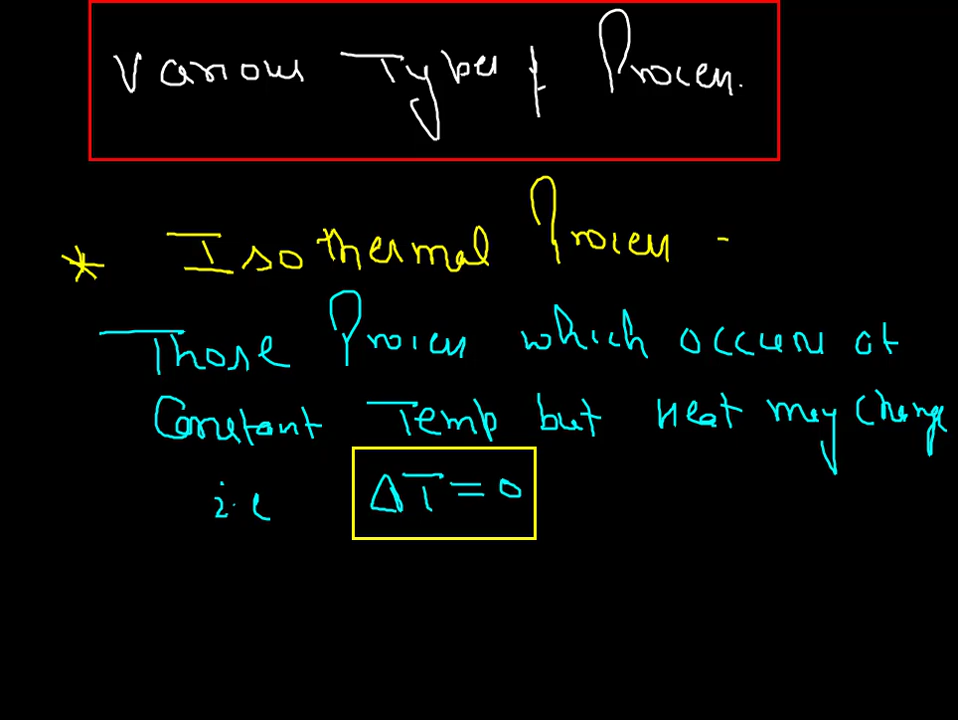 Various Types of Process.
* Isothermal Process -
Those Process which occurs at
Constant Temp but Heat may change
i.e ΔT = 0